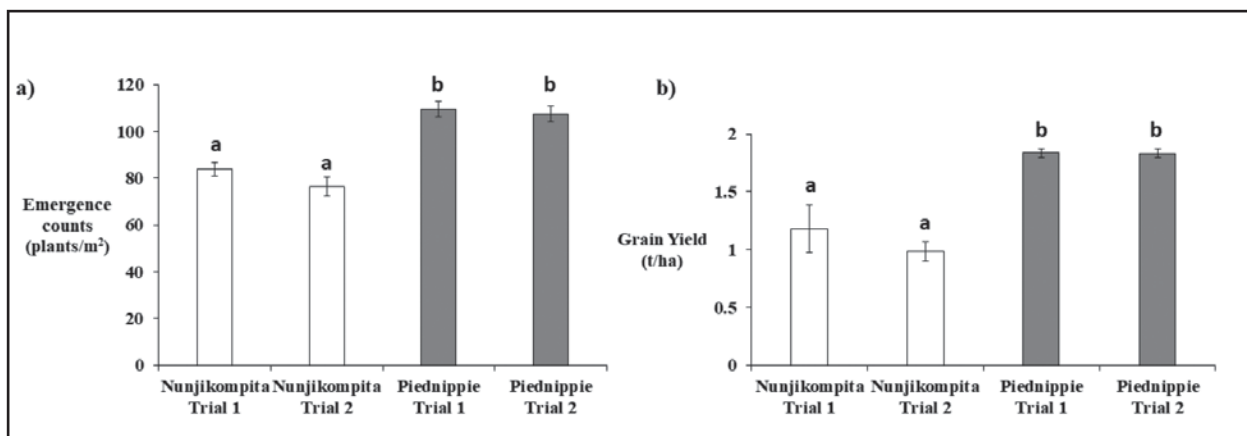 a)
Emergence
counts
(plants/m²)
120
100
80
60
40
20
0
a
a
b
b
Nunjikompita
Trial 1
Nunjikompita
Trial 2
Piednippie
Trial 1
Piednippie
Trial 2
b)
Grain Yield
(t/ha)
2
1.5
1
0.5
0
a
a
b
b
Nunjikompita
Trial 1
Nunjikompita
Trial 2
Piednippie
Trial 1
Piednippie
Trial 2